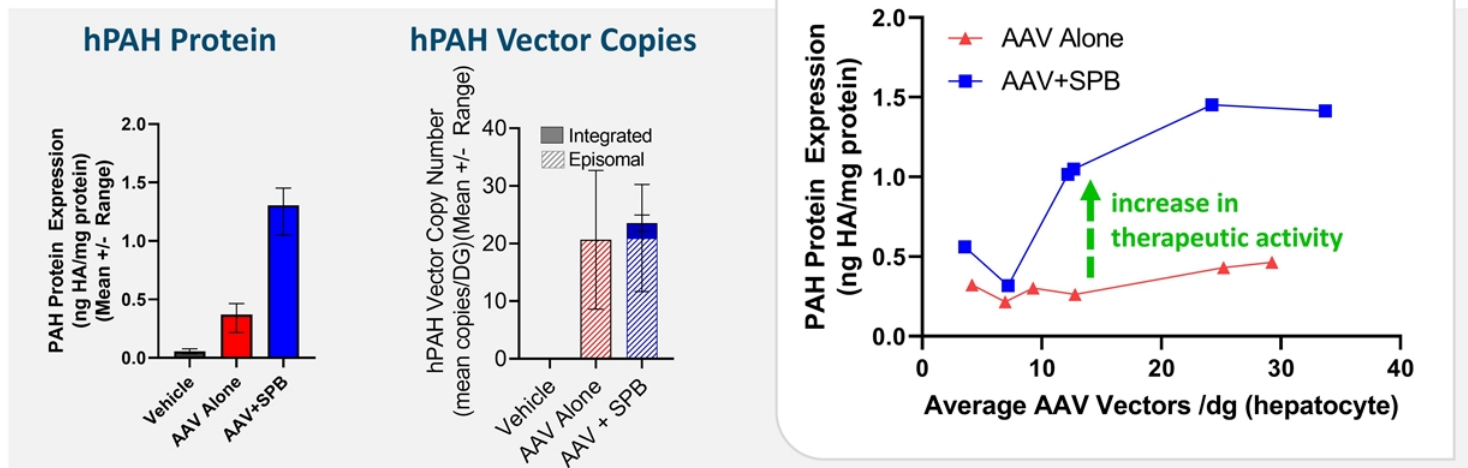 hPAH Protein
PAH Protein Expression
(ng HA/mg protein)
(Mean +/- Range)
2.0
1.5
1.0
0.5
0.0
Vehicle
AAV Alone
AAV+SPB
hPAH Vector Copies
hPAH Vector Copy Number
(mean copies/DG)(Mean +/- Range)
40
30
20
10
0
Integrated
Episomal
Vehicle
AAV Alone
AAV + SPB
PAH Protein Expression
(ng HA/mg protein)
2.0
1.5
1.0
0.5
0.0
AAV Alone
AAV+SPB
increase in
therapeutic activity
0 10 20 30 40
Average AAV Vectors /dg (hepatocyte)